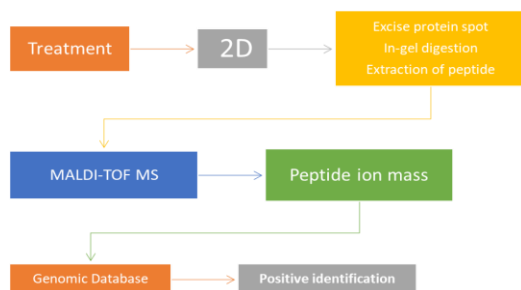 Treatment
2D
Excise protein spot
In-gel digestion
Extraction of peptide
MALDI-TOF MS
Peptide ion mass
Genomic Database
Positive identification